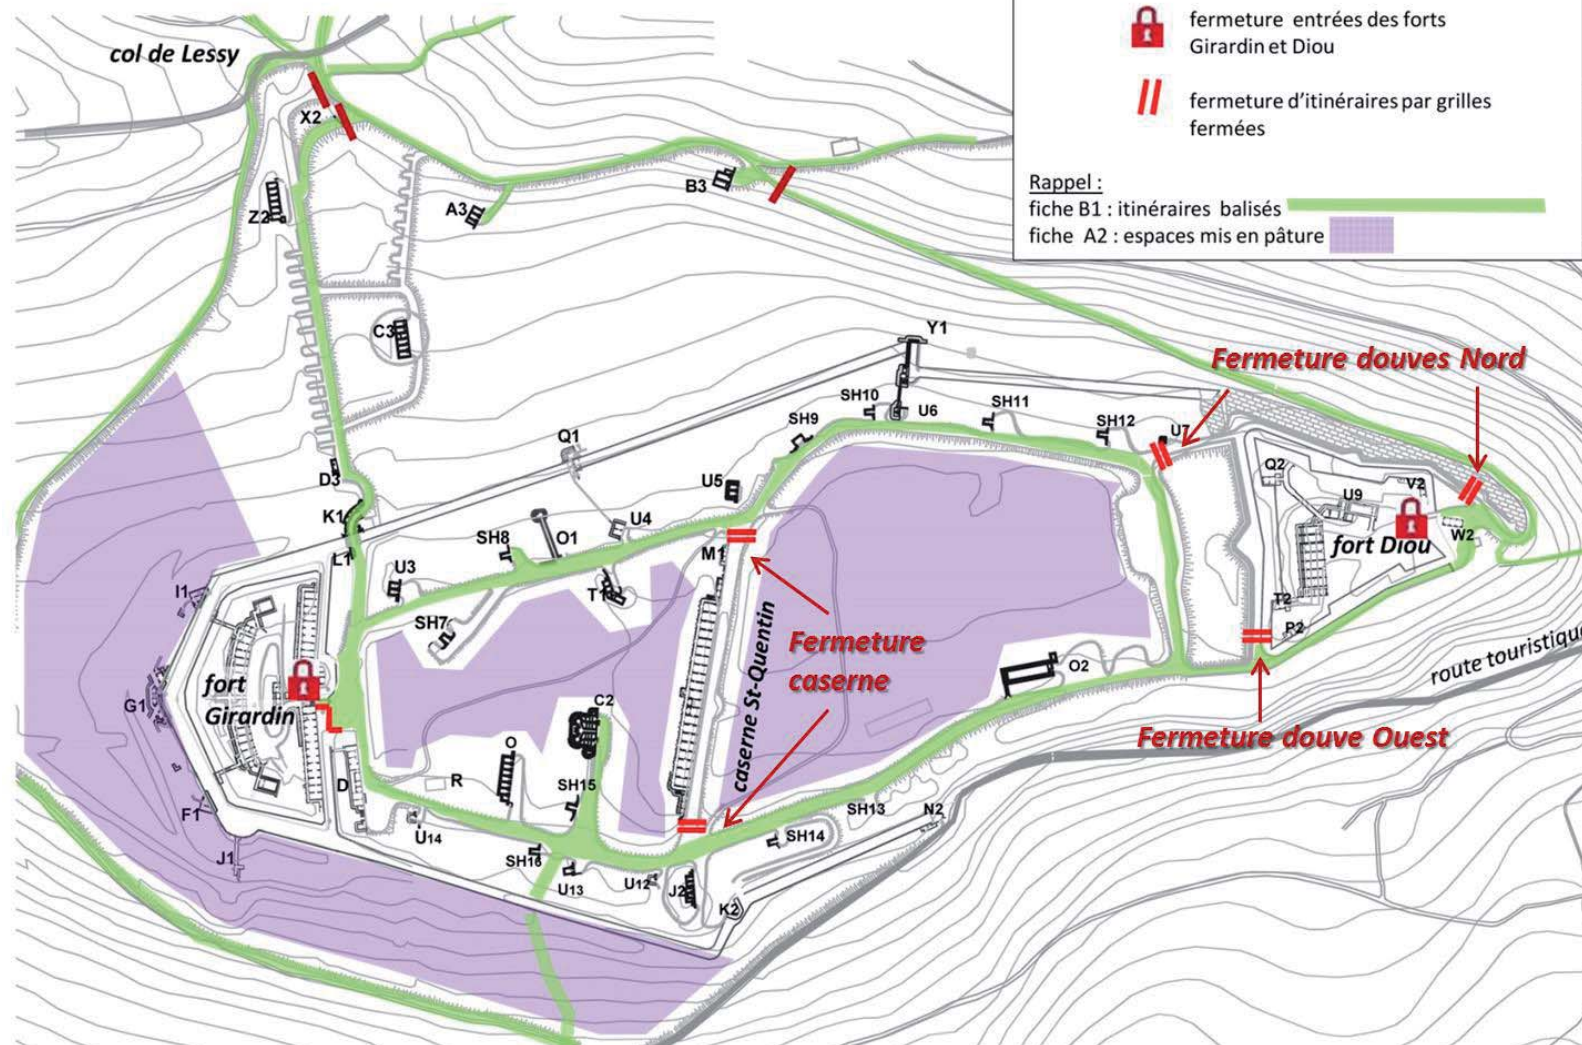 fermeture entrées des forts
Girardin et Diou
fermeture d'itinéraires par grilles
fermées
Rappel :
fiche B1 : itinéraires balisés
fiche A2 : espaces mis en pâture
col de Lessy
X2
Z2
A3
B3
C3
Y1
Fermeture douves Nord
SH10
U6
SH11
SH9
SH12
U7
Q1
D3
U5
Q2
U9
V2
K1
U4
W2
SH8
O1
M1
fort Diou
L1
U3
I1
T1
T2
SH7
P2
Fermeture
caserne
caserne St-Quentin
route touristique
O2
fort
Girardin
G1
C2
Fermeture douve Ouest
O
R
D
SH15
F1
U14
SH13
N2
SH14
J1
SH16
U13
U12
J2
K2